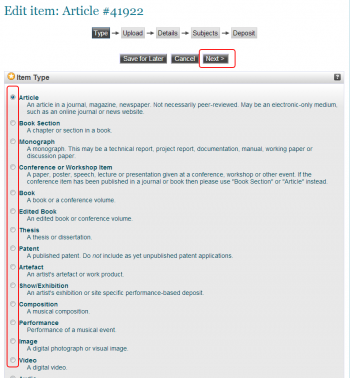 Edit item: Article #41922
Type → Upload → Details → Subjects → Deposit
Save for Later Cancel Next >
Item Type
Article
An article in a journal, magazine, newspaper. Not necessarily peer-reviewed. May be an electronic-only medium,
such as an online journal or news website.
Book Section
A chapter or section in a book.
Monograph
A monograph. This may be a technical report, project report, documentation, manual, working paper or
discussion paper.
Conference or Workshop Item
A paper, poster, speech, lecture or presentation given at a conference, workshop or other event. If the
conference item has been published in a journal or book then please use "Book Section" or "Article" instead.
Book
A book or a conference volume.
Edited Book
An edited book or conference volume.
Thesis
A thesis or dissertation.
Patent
A published patent. Do not include as yet unpublished patent applications.
Artefact
An artist's artefact or work product.
Show/Exhibition
An artist's exhibition or site specific performance-based deposit.
Composition
A musical composition.
Performance
Performance of a musical event.
Image
A digital photograph or visual image.
Video
A digital video.